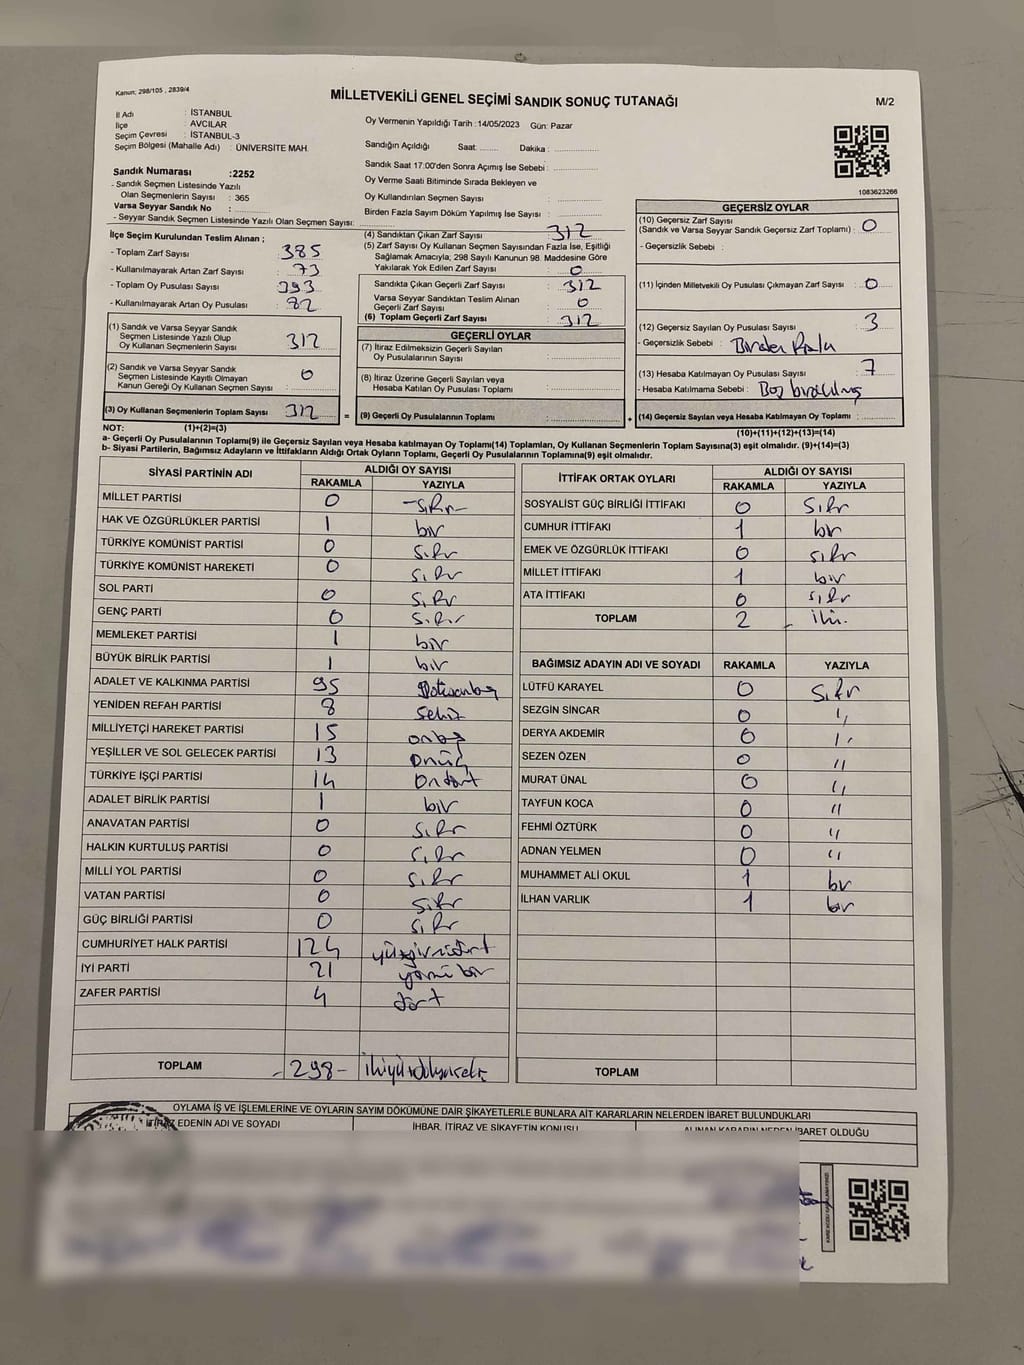 Kanun; 298/105 , 2839/4
MİLLETVEKİLİ GENEL SEÇİMİ SANDIK SONUÇ TUTANAĞI
M/2
İl Adı : İSTANBUL
İlçe : AVCILAR
Seçim Çevresi : İSTANBUL-3
Seçim Bölgesi (Mahalle Adı) : ÜNİVERSİTE MAH.
Sandık Numarası :2252
- Sandık Seçmen Listesinde Yazılı
Olan Seçmenlerin Sayısı : 365
Varsa Seyyar Sandık No :
- Seyyar Sandık Seçmen Listesinde Yazılı Olan Seçmen Sayısı:
Oy Vermenin Yapıldığı Tarih :14/05/2023 Gün: Pazar
Sandığın Açıldığı Saat: Dakika :
Sandık Saat 17:00'den Sonra Açımış İse Sebebi :
Oy Verme Saati Bitiminde Sırada Bekleyen ve
Oy Kullandırılan Seçmen Sayısı :
Birden Fazla Sayım Döküm Yapılmış İse Sayısı :
1083623266
İlçe Seçim Kurulundan Teslim Alınan ;
- Toplam Zarf Sayısı : 385
- Kullanılmayarak Artan Zarf Sayısı : 73
- Toplam Oy Pusulası Sayısı : 393
- Kullanılmayarak Artan Oy Pusulası : 82
(1) Sandık ve Varsa Seyyar Sandık
Seçmen Listesinde Yazılı Olup
Oy Kullanan Seçmenlerin Sayısı : 312
(2) Sandık ve Varsa Seyyar Sandık
Seçmen Listesinde Kayıtlı Olmayan
Kanun Gereği Oy Kullanan Seçmen Sayısı : 0
(3) Oy Kullanan Seçmenlerin Toplam Sayısı : 312
(4) Sandıktan Çıkan Zarf Sayısı : 312
(5) Zarf Sayısı Oy Kullanan Seçmen Sayısından Fazla İse, Eşitliği
Sağlamak Amacıyla, 298 Sayılı Kanunun 98. Maddesine Göre
Yakılarak Yok Edilen Zarf Sayısı : 0
Sandıkta Çıkan Geçerli Zarf Sayısı : 312
Varsa Seyyar Sandıktan Teslim Alınan
Geçerli Zarf Sayısı : 0
(6) Toplam Geçerli Zarf Sayısı : 312
GEÇERLİ OYLAR
(7) İtiraz Edilmeksizin Geçerli Sayılan
Oy Pusulalarının Sayısı :
(8) İtiraz Üzerine Geçerli Sayılan veya
Hesaba Katılan Oy Pusulaları Toplamı :
= (9) Geçerli Oy Pusulalarının Toplamı :
GEÇERSİZ OYLAR
(10) Geçersiz Zarf Sayısı
(Sandık ve Varsa Seyyar Sandık Geçersiz Zarf Toplamı) : 0
- Geçersizlik Sebebi :
(11) İçinden Milletvekili Oy Pusulası Çıkmayan Zarf Sayısı : 0
(12) Geçersiz Sayılan Oy Pusulası Sayısı : 3
- Geçersizlik Sebebi : Birden Fazla
(13) Hesaba Katılmayan Oy Pusulası Sayısı : 7
- Hesaba Katılmama Sebebi : Boş bırakılmış
+ (14) Geçersiz Sayılan veya Hesaba Katılmayan Oy Toplamı :
NOT: (1)+(2)=(3)
(10)+(11)+(12)+(13)=(14)
a- Geçerli Oy Pusulalarının Toplamı(9) ile Geçersiz Sayılan veya Hesaba katılmayan Oy Toplamı(14) Toplamları, Oy Kullanan Seçmenlerin Toplam Sayısına(3) eşit olmalıdır. (9)+(14)=(3)
b- Siyasi Partilerin, Bağımsız Adayların ve İttifakların Aldığı Ortak Oyların Toplamı, Geçerli Oy Pusulalarının Toplamına(9) eşit olmalıdır.
SİYASİ PARTİNİN ADI ALDIĞI OY SAYISI
RAKAMLA YAZIYLA
MİLLET PARTİSİ 0 -sıfır-
HAK VE ÖZGÜRLÜKLER PARTİSİ 1 bir
TÜRKİYE KOMÜNİST PARTİSİ 0 sıfır
TÜRKİYE KOMÜNİST HAREKETİ 0 sıfır
SOL PARTİ 0 sıfır
GENÇ PARTİ 0 sıfır
MEMLEKET PARTİSİ 1 bir
BÜYÜK BİRLİK PARTİSİ 1 bir
ADALET VE KALKINMA PARTİSİ 95 Doksanbeş
YENİDEN REFAH PARTİSİ 8 sekiz
MİLLİYETÇİ HAREKET PARTİSİ 15 onbeş
YEŞİLLER VE SOL GELECEK PARTİSİ 13 onüç
TÜRKİYE İŞÇİ PARTİSİ 14 ondört
ADALET BİRLİK PARTİSİ 1 bir
ANAVATAN PARTİSİ 0 sıfır
HALKIN KURTULUŞ PARTİSİ 0 sıfır
MİLLİ YOL PARTİSİ 0 sıfır
VATAN PARTİSİ 0 sıfır
GÜÇ BİRLİĞİ PARTİSİ 0 sıfır
CUMHURİYET HALK PARTİSİ 124 yüzyirmidört
İYİ PARTİ 21 yirmi bir
ZAFER PARTİSİ 4 dört
TOPLAM -298- ikiyüzdoksansekiz
İTTİFAK ORTAK OYLARI ALDIĞI OY SAYISI
RAKAMLA YAZIYLA
SOSYALİST GÜÇ BİRLİĞİ İTTİFAKI 0 sıfır
CUMHUR İTTİFAKI 1 bir
EMEK VE ÖZGÜRLÜK İTTİFAKI 0 sıfır
MİLLET İTTİFAKI 1 bir
ATA İTTİFAKI 0 sıfır
TOPLAM 2 - iki.
BAĞIMSIZ ADAYIN ADI VE SOYADI RAKAMLA YAZIYLA
LÜTFÜ KARAYEL 0 sıfır
SEZGİN SİNCAR 0 "
DERYA AKDEMİR 0 "
SEZEN ÖZEN 0 "
MURAT ÜNAL 0 "
TAYFUN KOCA 0 "
FEHMİ ÖZTÜRK 0 "
ADNAN YELMEN 0 "
MUHAMMET ALİ OKUL 1 bir
İLHAN VARLIK 1 bir
TOPLAM
OYLAMA İŞ VE İŞLEMLERİNE VE OYLARIN SAYIM DÖKÜMÜNE DAİR ŞİKAYETLERLE BUNLARA AİT KARARLARIN NELERDEN İBARET BULUNDUKLARI
İTİRAZ EDENİN ADI VE SOYADI İHBAR, İTİRAZ VE ŞİKAYETİN KONUSU ALINAN KARARIN NEDEN İBARET OLDUĞU